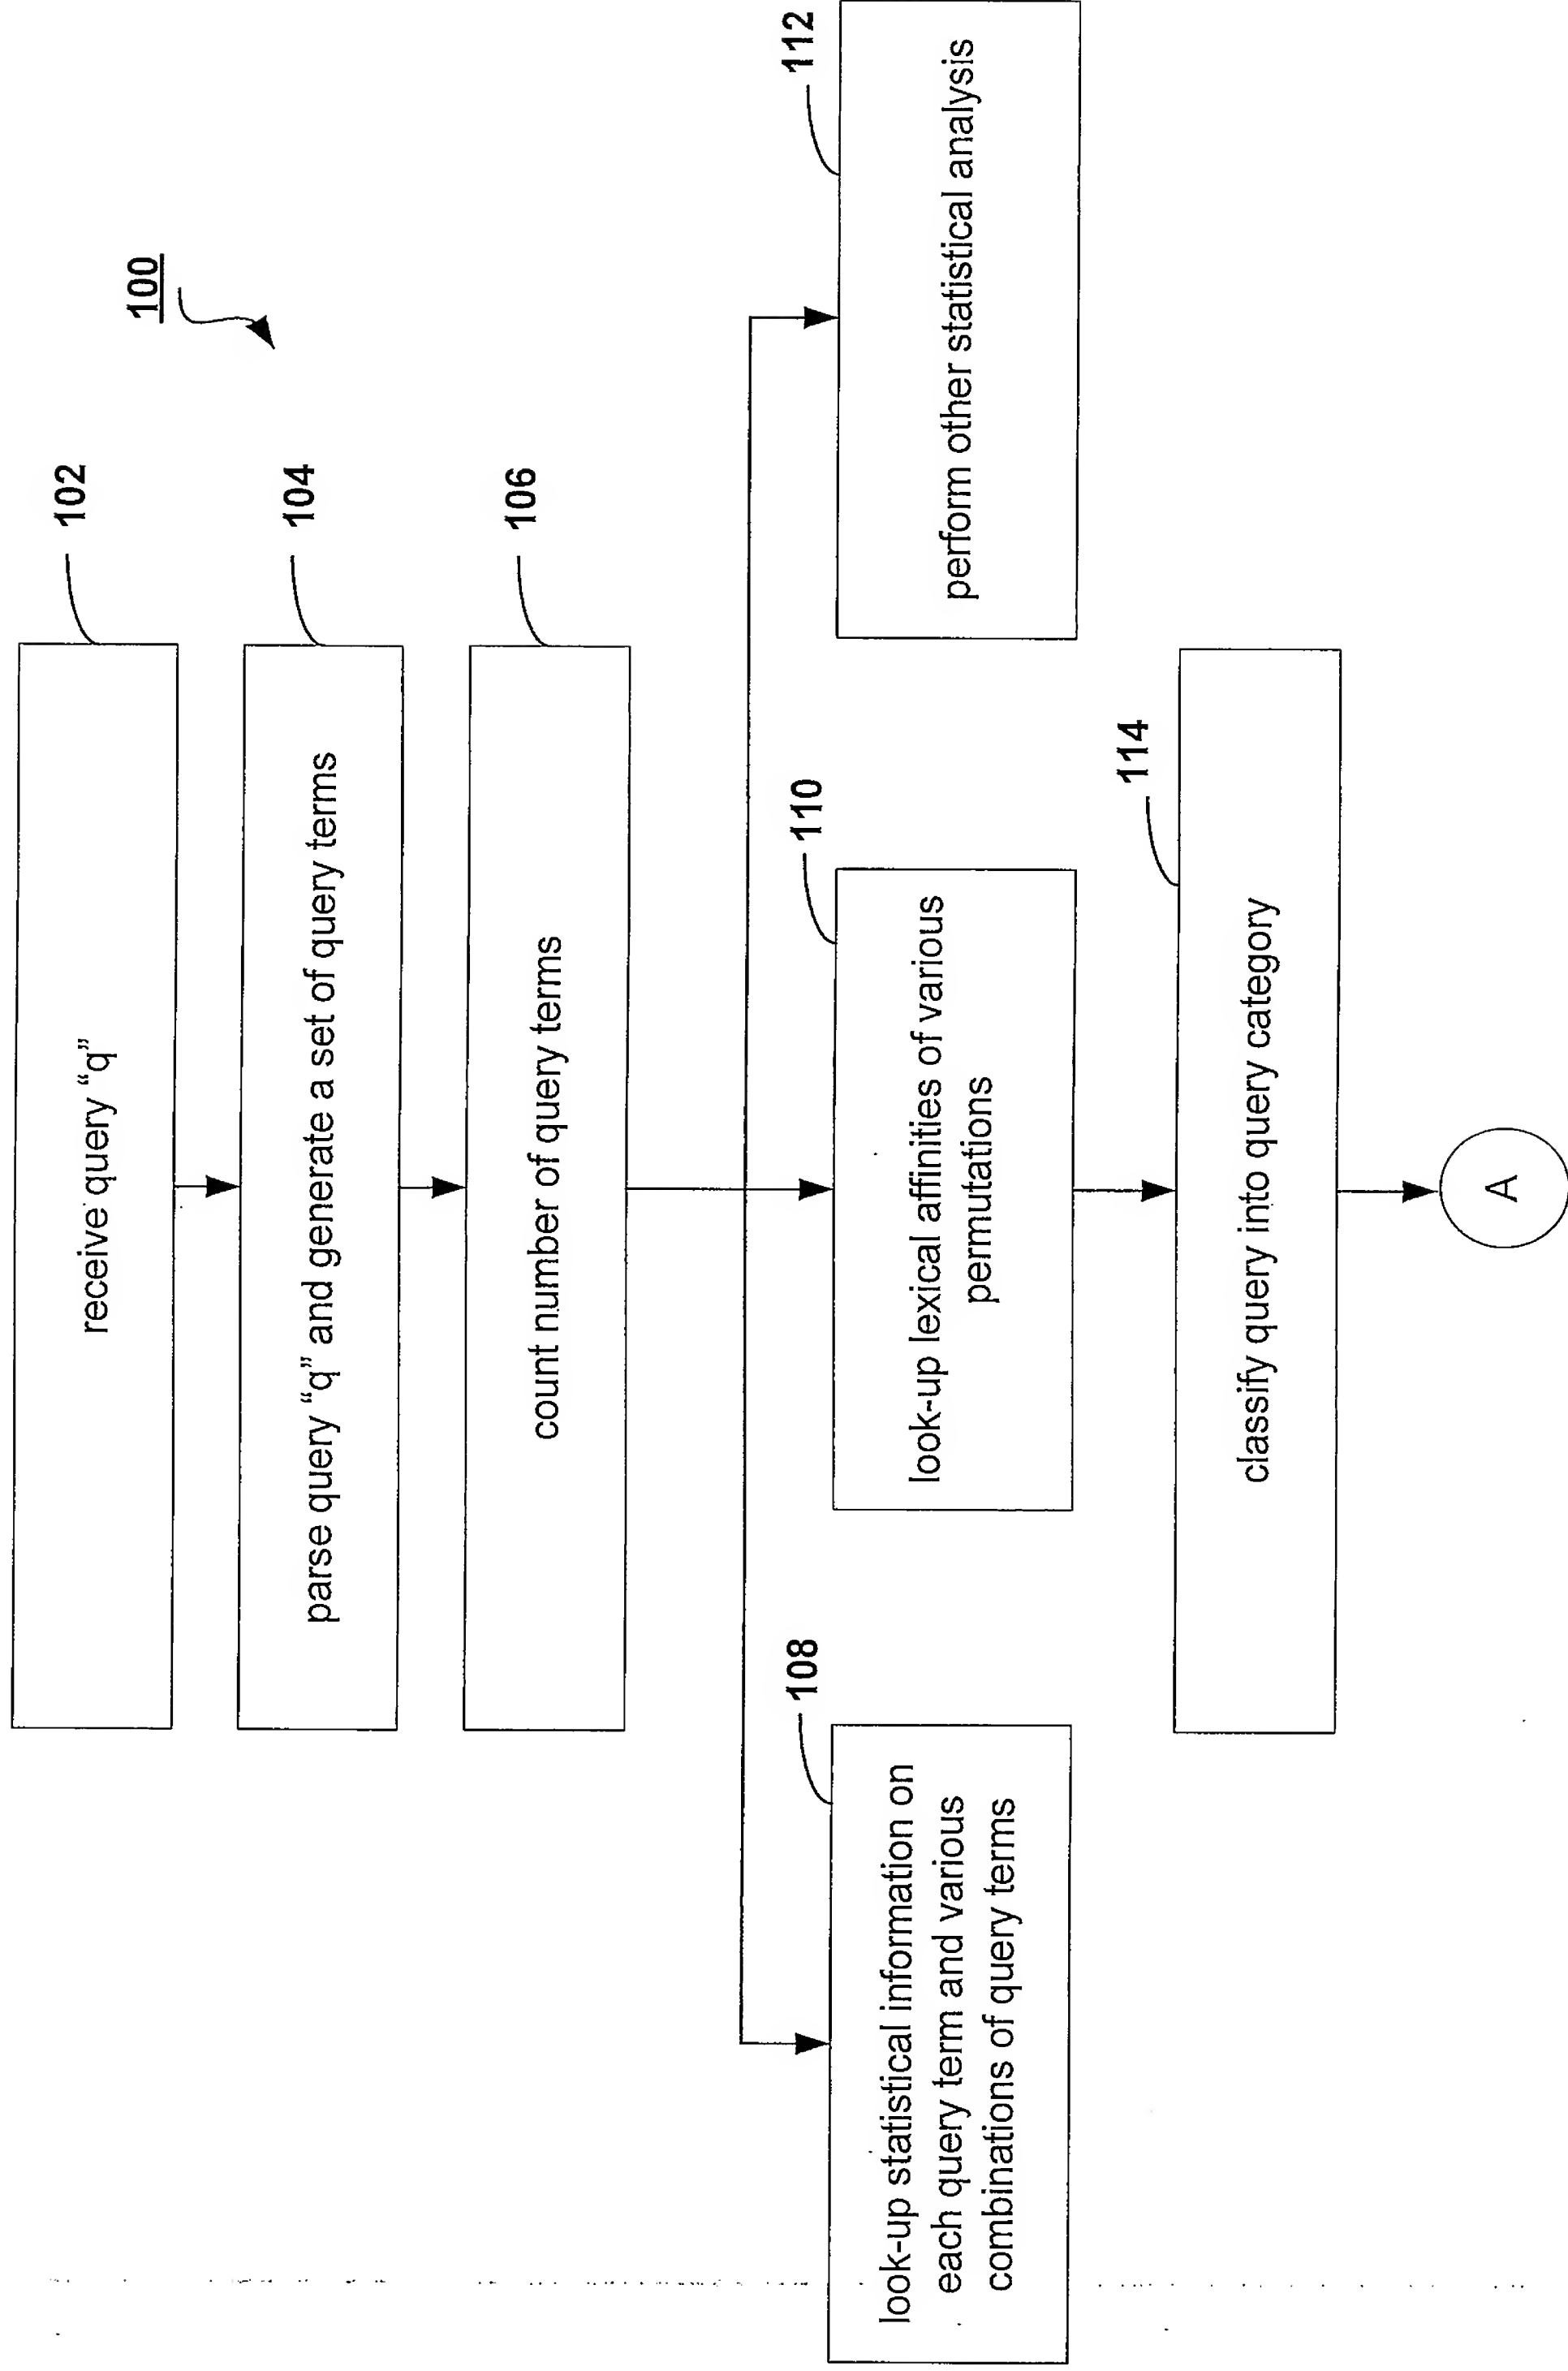 100
102
receive query “q”
104
parse query “q” and generate a set of query terms
106
count number of query terms
108
look-up statistical information on
each query term and various
combinations of query terms
110
look-up lexical affinities of various
permutations
112
perform other statistical analysis
114
classify query into query category
A